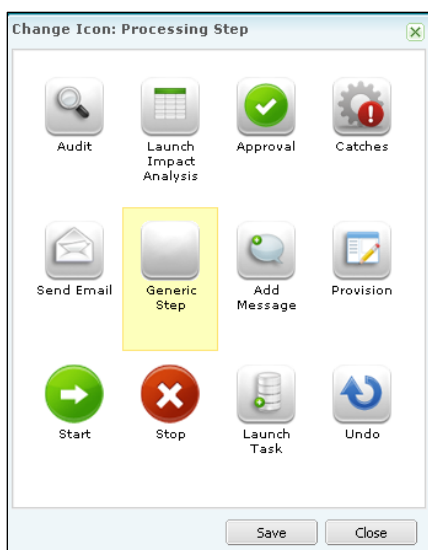 Change Icon: Processing Step
Audit
Launch
Impact
Analysis
Approval
Catches
Send Email
Generic
Step
Add
Message
Provision
Start
Stop
Launch
Task
Undo
Save
Close